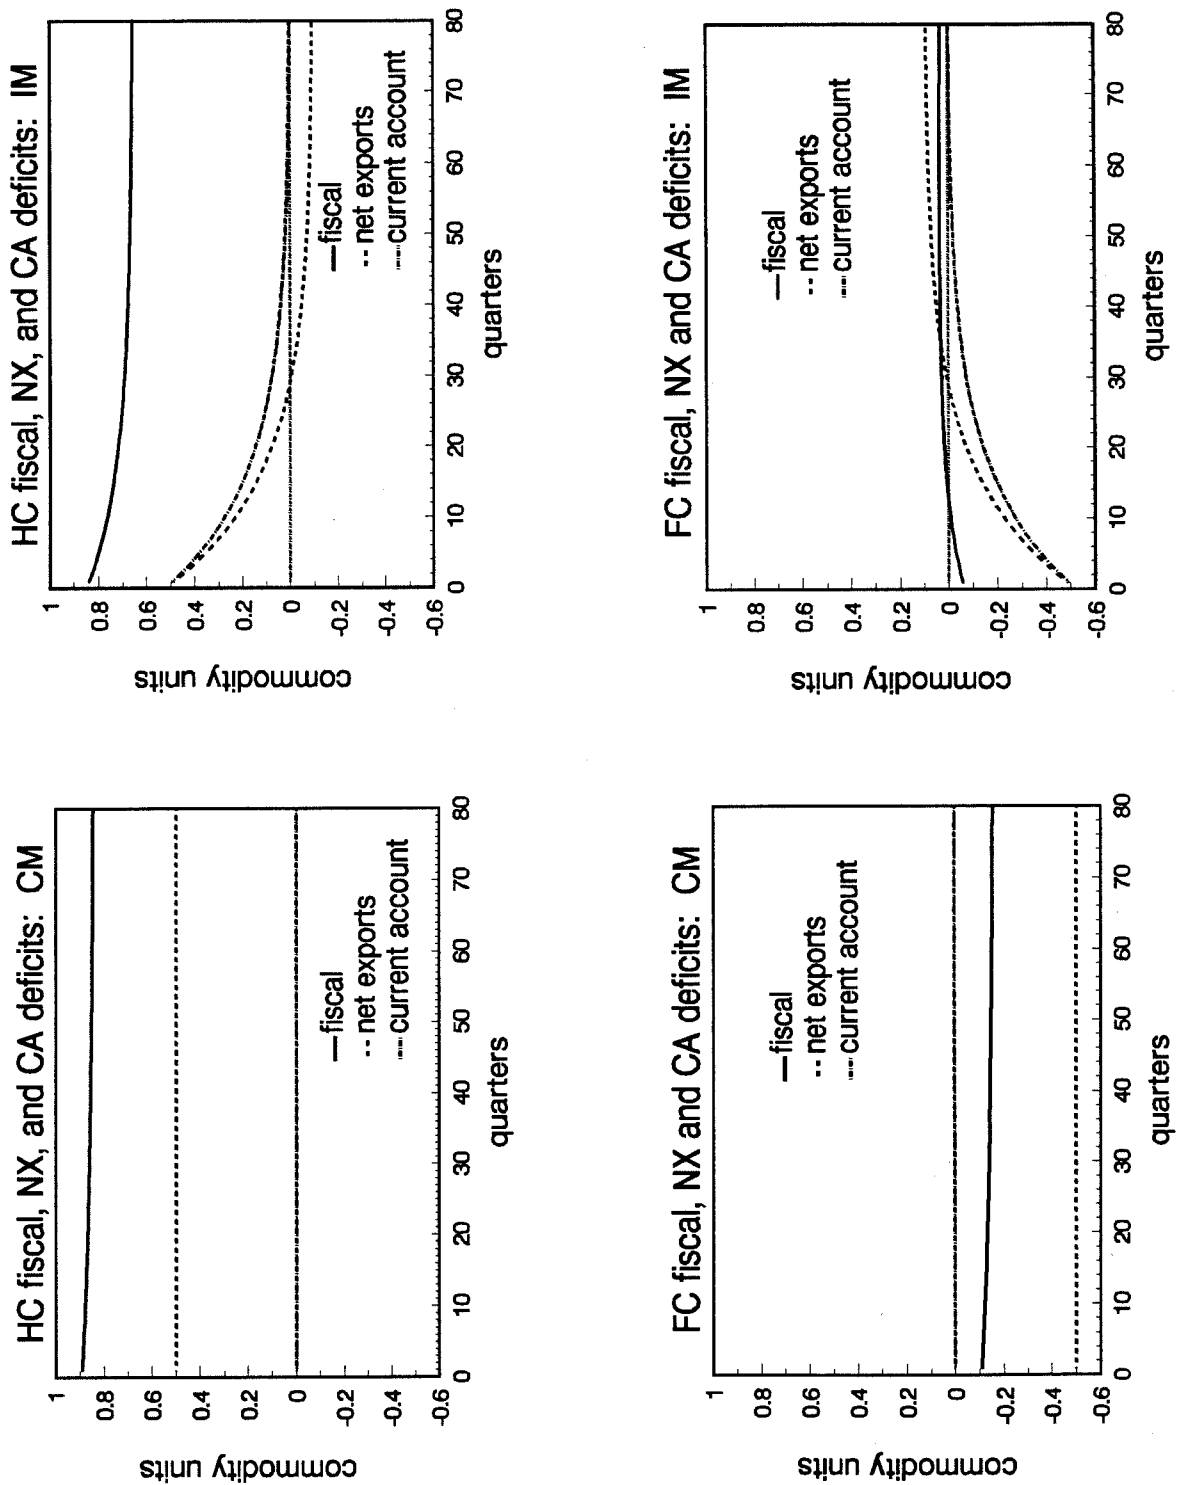 HC fiscal, NX, and CA deficits: CM
commodity units
1
0.8
0.6
0.4
0.2
0
-0.2
-0.4
-0.6
fiscal
net exports
current account
0 10 20 30 40 50 60 70 80
quarters
HC fiscal, NX, and CA deficits: IM
commodity units
1
0.8
0.6
0.4
0.2
0
-0.2
-0.4
-0.6
fiscal
net exports
current account
0 10 20 30 40 50 60 70 80
quarters
FC fiscal, NX and CA deficits: CM
commodity units
1
0.8
0.6
0.4
0.2
0
-0.2
-0.4
-0.6
fiscal
net exports
current account
0 10 20 30 40 50 60 70 80
quarters
FC fiscal, NX and CA deficits: IM
commodity units
1
0.8
0.6
0.4
0.2
0
-0.2
-0.4
-0.6
fiscal
net exports
current account
0 10 20 30 40 50 60 70 80
quarters